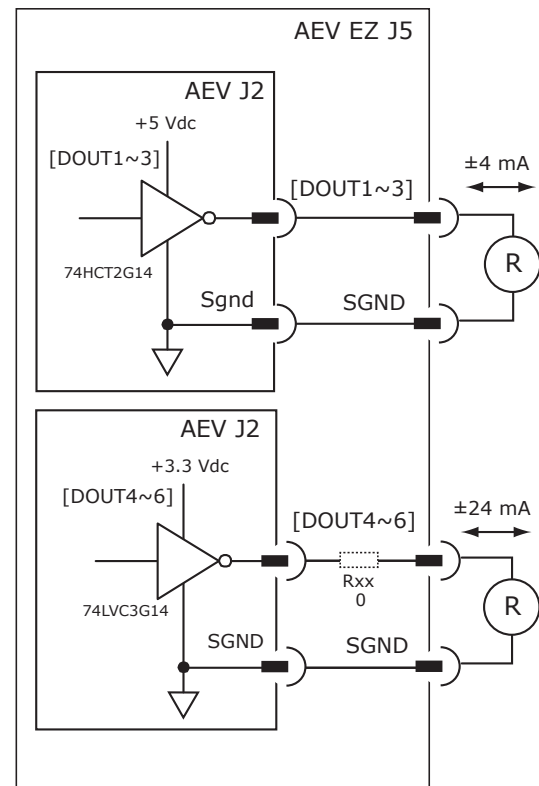 AEV EZ J5
AEV J2
+5 Vdc
[DOUT1~3]
±4 mA
[DOUT1~3]
74HCT2G14
R
Sgnd
SGND
AEV J2
+3.3 Vdc
[DOUT4~6]
[DOUT4~6]
±24 mA
Rxx
0
74LVC3G14
R
SGND
SGND